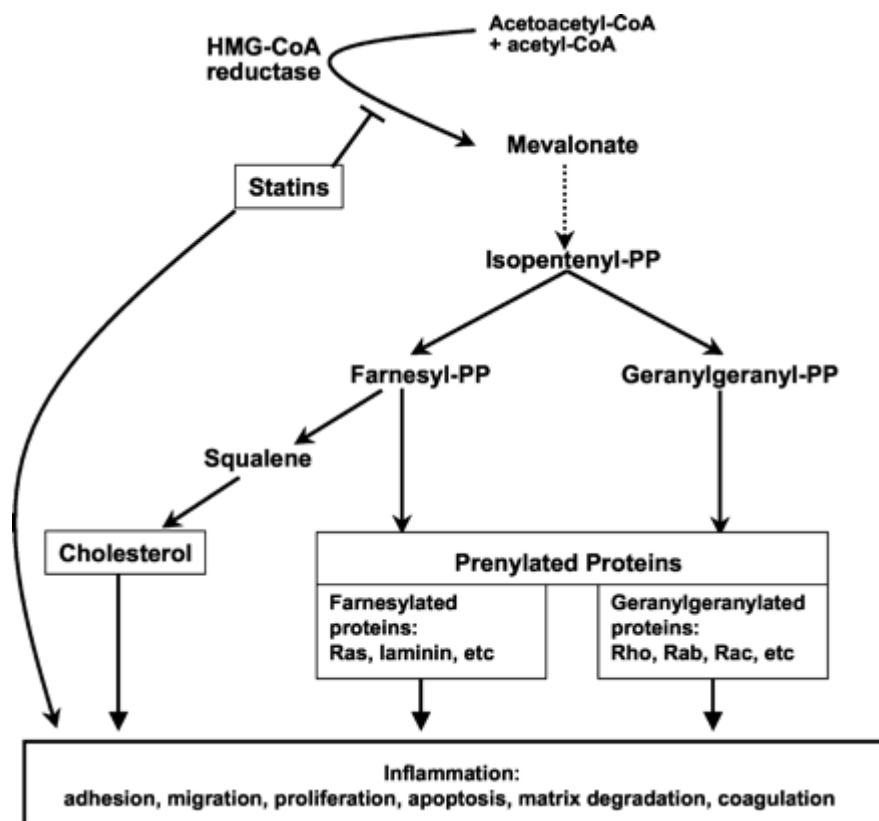 Acetoacetyl-CoA
+ acetyl-CoA
HMG-CoA
reductase
Mevalonate
Statins
Isopentenyl-PP
Farnesyl-PP
Geranylgeranyl-PP
Squalene
Cholesterol
Prenylated Proteins
Farnesylated
proteins:
Ras, laminin, etc
Geranylgeranylated
proteins:
Rho, Rab, Rac, etc
Inflammation:
adhesion, migration, proliferation, apoptosis, matrix degradation, coagulation